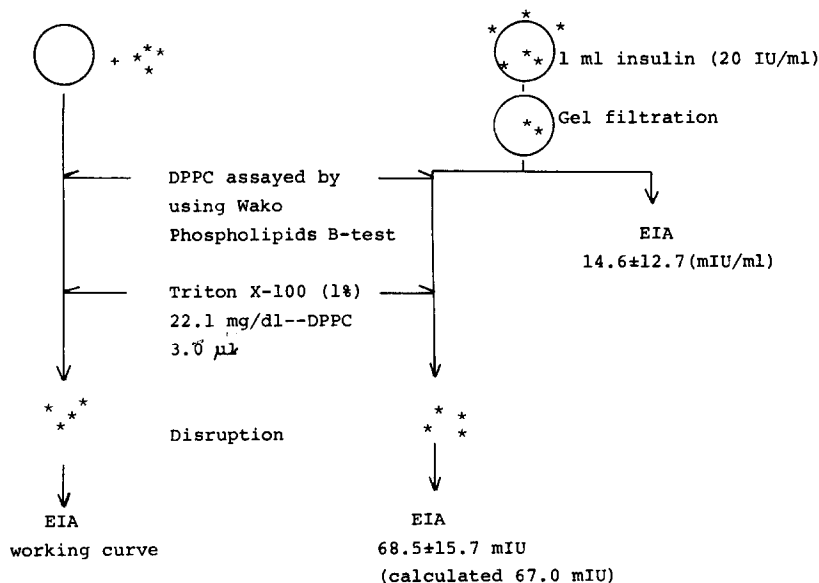 + * * * *
1 ml insulin (20 IU/ml)
Gel filtration
DPPC assayed by
using Wako
Phospholipids B-test
EIA
14.6±12.7(mIU/ml)
Triton X-100 (1%)
22.1 mg/dl--DPPC
3.0 μl
Disruption
EIA
working curve
EIA
68.5±15.7 mIU
(calculated 67.0 mIU)